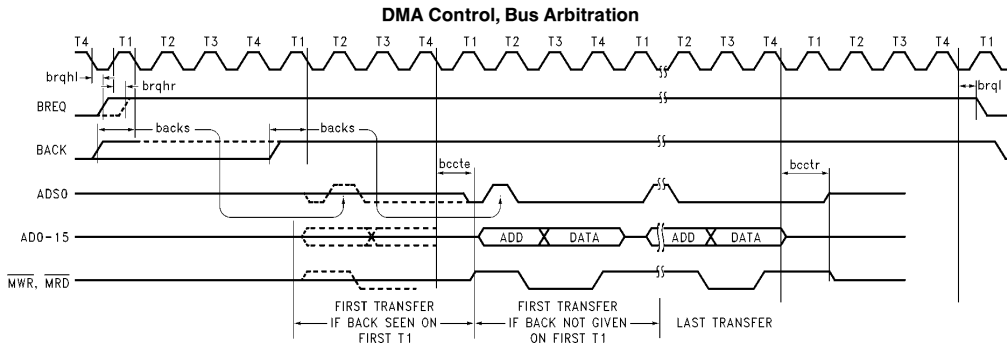 DMA Control, Bus Arbitration
T4 T1 T2 T3 T4 T1 T2 T3 T4 T1 T2 T3 T4 T1 T2 T3 T4 T1 T2 T3 T4 T1
brqhl brqhr brql
BREQ
backs backs
BACK
bccte bcctr
ADS0
ADD DATA ADD DATA
AD0-15
MWR, MRD
FIRST TRANSFER
IF BACK SEEN ON
FIRST T1
FIRST TRANSFER
IF BACK NOT GIVEN
ON FIRST T1
LAST TRANSFER